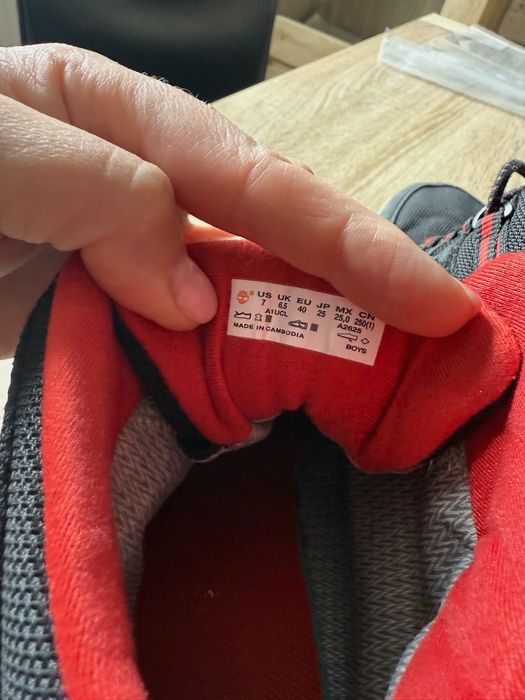 US UK EU JP MX CN
7 6.5 40 25 25,0 250(1)
A1UCL A2625
MADE IN CAMBODIA
BOYS